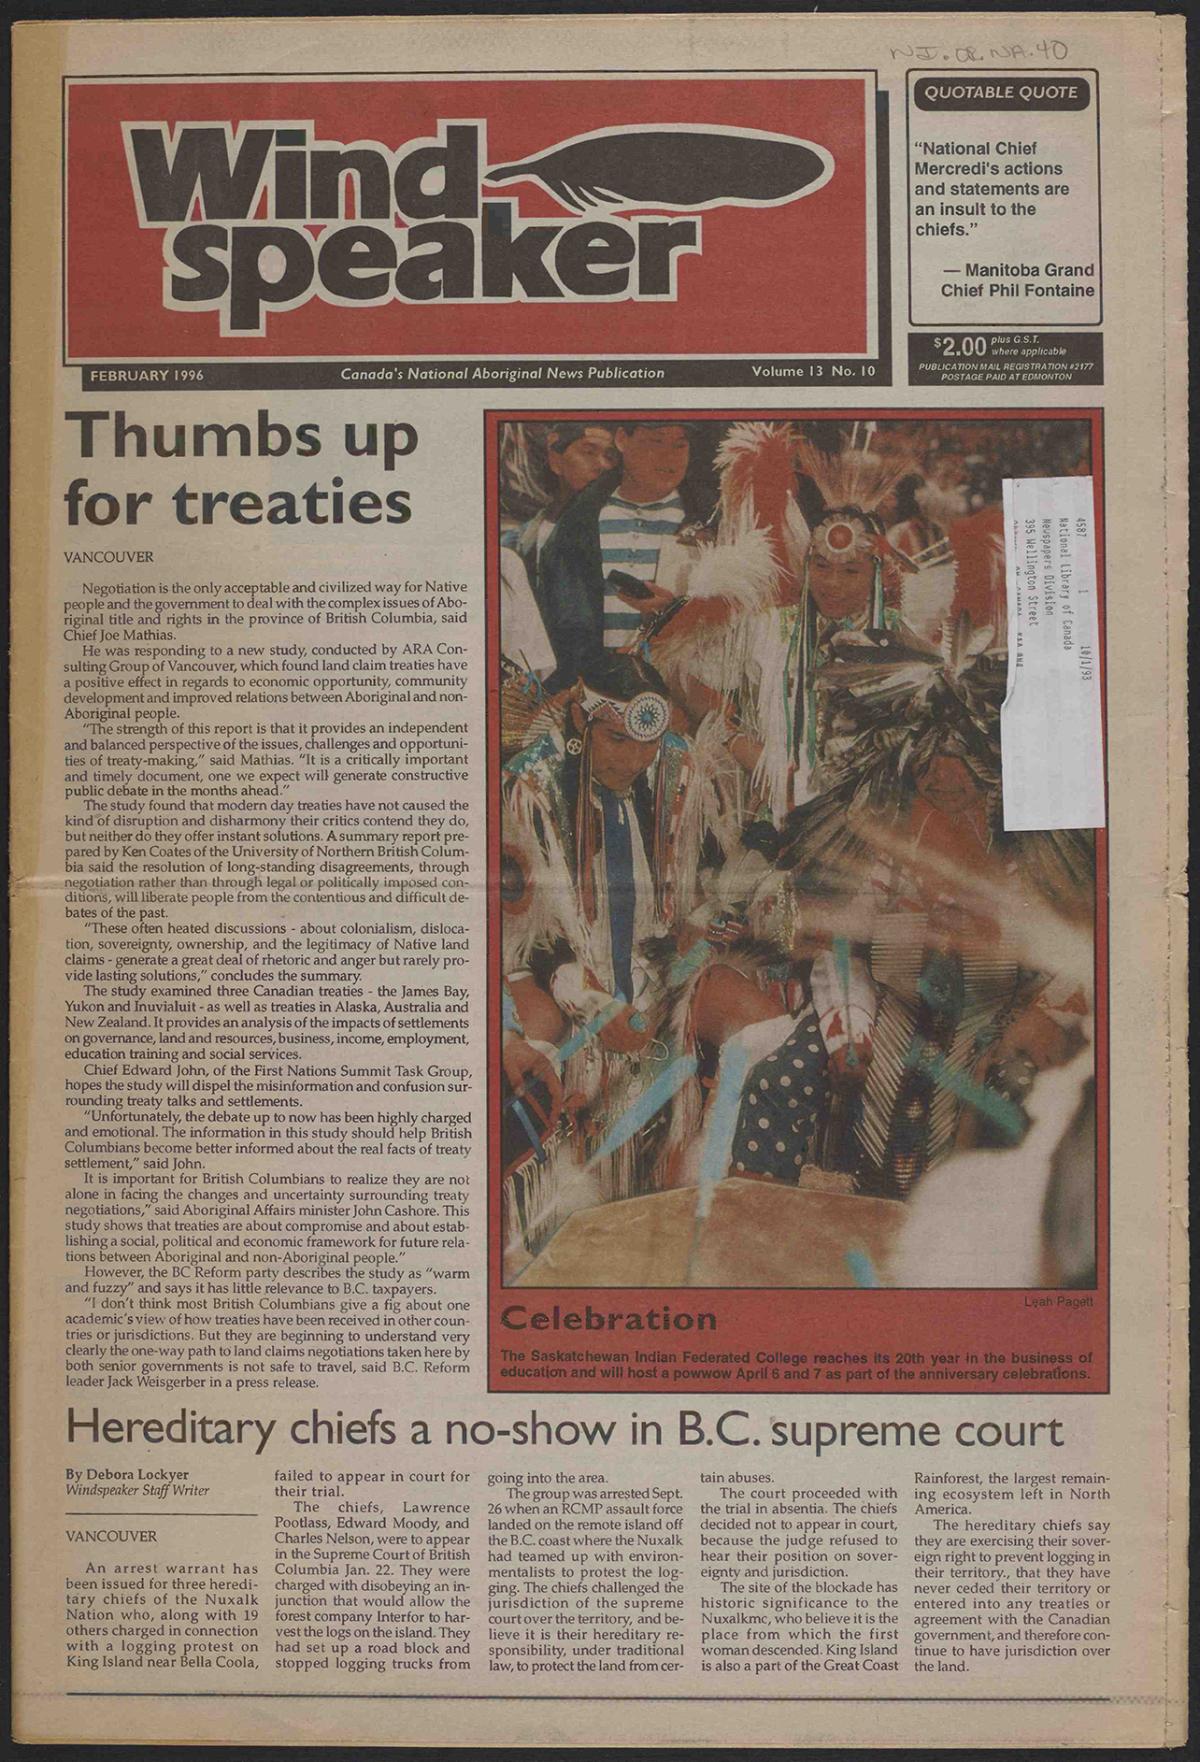 NJ.OR.NA.40
Wind
speaker
FEBRUARY 1996
Canada's National Aboriginal News Publication
Volume 13 No. 10
QUOTABLE QUOTE
“National Chief
Mercredi's actions
and statements are
an insult to the
chiefs.”
— Manitoba Grand
Chief Phil Fontaine
$2.00 plus G.S.T.
where applicable
PUBLICATION MAIL REGISTRATION #2177
POSTAGE PAID AT EDMONTON
Thumbs up
for treaties
VANCOUVER
Negotiation is the only acceptable and civilized way for Native
people and the government to deal with the complex issues of Abo-
riginal title and rights in the province of British Columbia, said
Chief Joe Mathias.
He was responding to a new study, conducted by ARA Con-
sulting Group of Vancouver, which found land claim treaties have
a positive effect in regards to economic opportunity, community
development and improved relations between Aboriginal and non-
Aboriginal people.
“The strength of this report is that it provides an independent
and balanced perspective of the issues, challenges and opportuni-
ties of treaty-making,” said Mathias. “It is a critically important
and timely document, one we expect will generate constructive
public debate in the months ahead.”
The study found that modern day treaties have not caused the
kind of disruption and disharmony their critics contend they do,
but neither do they offer instant solutions. A summary report pre-
pared by Ken Coates of the University of Northern British Colum-
bia said the resolution of long-standing disagreements, through
negotiation rather than through legal or politically imposed con-
ditions, will liberate people from the contentious and difficult de-
bates of the past.
“These often heated discussions - about colonialism, disloca-
tion, sovereignty, ownership, and the legitimacy of Native land
claims - generate a great deal of rhetoric and anger but rarely pro-
vide lasting solutions,” concludes the summary.
The study examined three Canadian treaties - the James Bay,
Yukon and Inuvialuit - as well as treaties in Alaska, Australia and
New Zealand. It provides an analysis of the impacts of settlements
on governance, land and resources, business, income, employment,
education training and social services.
Chief Edward John, of the First Nations Summit Task Group,
hopes the study will dispel the misinformation and confusion sur-
rounding treaty talks and settlements.
“Unfortunately, the debate up to now has been highly charged
and emotional. The information in this study should help British
Columbians become better informed about the real facts of treaty
settlement,” said John.
It is important for British Columbians to realize they are not
alone in facing the changes and uncertainty surrounding treaty
negotiations,” said Aboriginal Affairs minister John Cashore. This
study shows that treaties are about compromise and about estab-
lishing a social, political and economic framework for future rela-
tions between Aboriginal and non-Aboriginal people.”
However, the BC Reform party describes the study as “warm
and fuzzy” and says it has little relevance to B.C. taxpayers.
“I don't think most British Columbians give a fig about one
academic's view of how treaties have been received in other coun-
tries or jurisdictions. But they are beginning to understand very
clearly the one-way path to land claims negotiations taken here by
both senior governments is not safe to travel, said B.C. Reform
leader Jack Weisgerber in a press release.
4587 1 10/1/93
National Library of Canada
Newspapers Division
395 Wellington Street
Leah Pagett
Celebration
The Saskatchewan Indian Federated College reaches its 20th year in the business of
education and will host a powwow April 6 and 7 as part of the anniversary celebrations.
Hereditary chiefs a no-show in B.C. supreme court
By Debora Lockyer
Windspeaker Staff Writer
VANCOUVER
An arrest warrant has
been issued for three heredi-
tary chiefs of the Nuxalk
Nation who, along with 19
others charged in connection
with a logging protest on
King Island near Bella Coola,
failed to appear in court for
their trial.
The chiefs, Lawrence
Pootlass, Edward Moody, and
Charles Nelson, were to appear
in the Supreme Court of British
Columbia Jan. 22. They were
charged with disobeying an in-
junction that would allow the
forest company Interfor to har-
vest the logs on the island. They
had set up a road block and
stopped logging trucks from
going into the area.
The group was arrested Sept.
26 when an RCMP assault force
landed on the remote island off
the B.C. coast where the Nuxalk
had teamed up with environ-
mentalists to protest the log-
ging. The chiefs challenged the
jurisdiction of the supreme
court over the territory, and be-
lieve it is their hereditary re-
sponsibility, under traditional
law, to protect the land from cer-
tain abuses.
The court proceeded with
the trial in absentia. The chiefs
decided not to appear in court,
because the judge refused to
hear their position on sover-
eignty and jurisdiction.
The site of the blockade has
historic significance to the
Nuxalkmc, who believe it is the
place from which the first
woman descended. King Island
is also a part of the Great Coast
Rainforest, the largest remain-
ing ecosystem left in North
America.
The hereditary chiefs say
they are exercising their sover-
eign right to prevent logging in
their territory., that they have
never ceded their territory or
entered into any treaties or
agreement with the Canadian
government, and therefore con-
tinue to have jurisdiction over
the land.